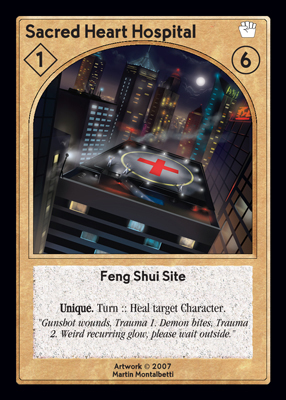 Sacred Heart Hospital
1
6
Feng Shui Site
Unique. Turn :: Heal target Character.
"Gunshot wounds, Trauma 1. Demon bites, Trauma
2. Weird recurring glow, please wait outside."
Artwork © 2007
Martin Montalbetti